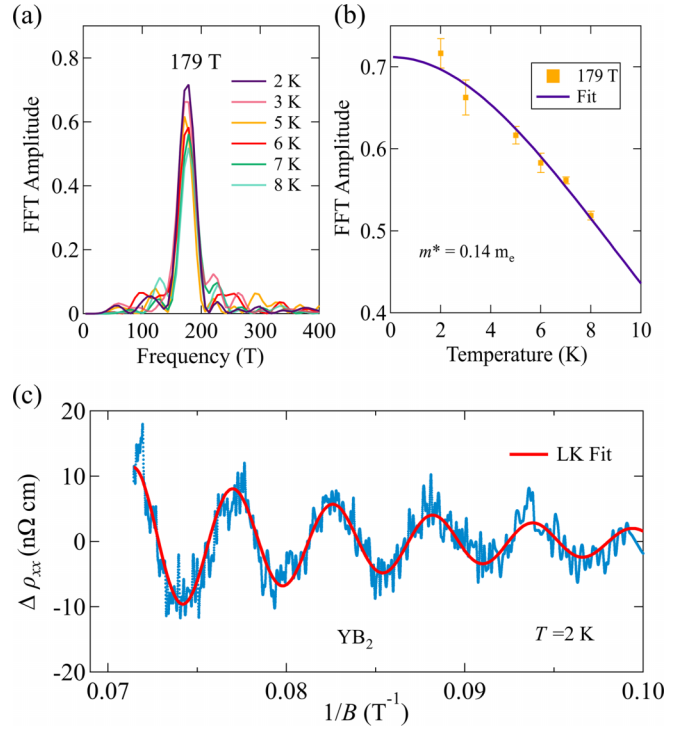 (a)
FFT Amplitude
0.8
0.6
0.4
0.2
0
179 T
2 K
3 K
5 K
6 K
7 K
8 K
0
100
200
300
400
Frequency (T)
(b)
FFT Amplitude
0.7
0.6
0.5
0.4
179 T
Fit
m* = 0.14 mₑ
0
2
4
6
8
10
Temperature (K)
(c)
Δ ρₓₓ (nΩ cm)
20
10
0
-10
-20
LK Fit
YB₂
T =2 K
0.07
0.08
0.09
0.10
1/B (T⁻¹)